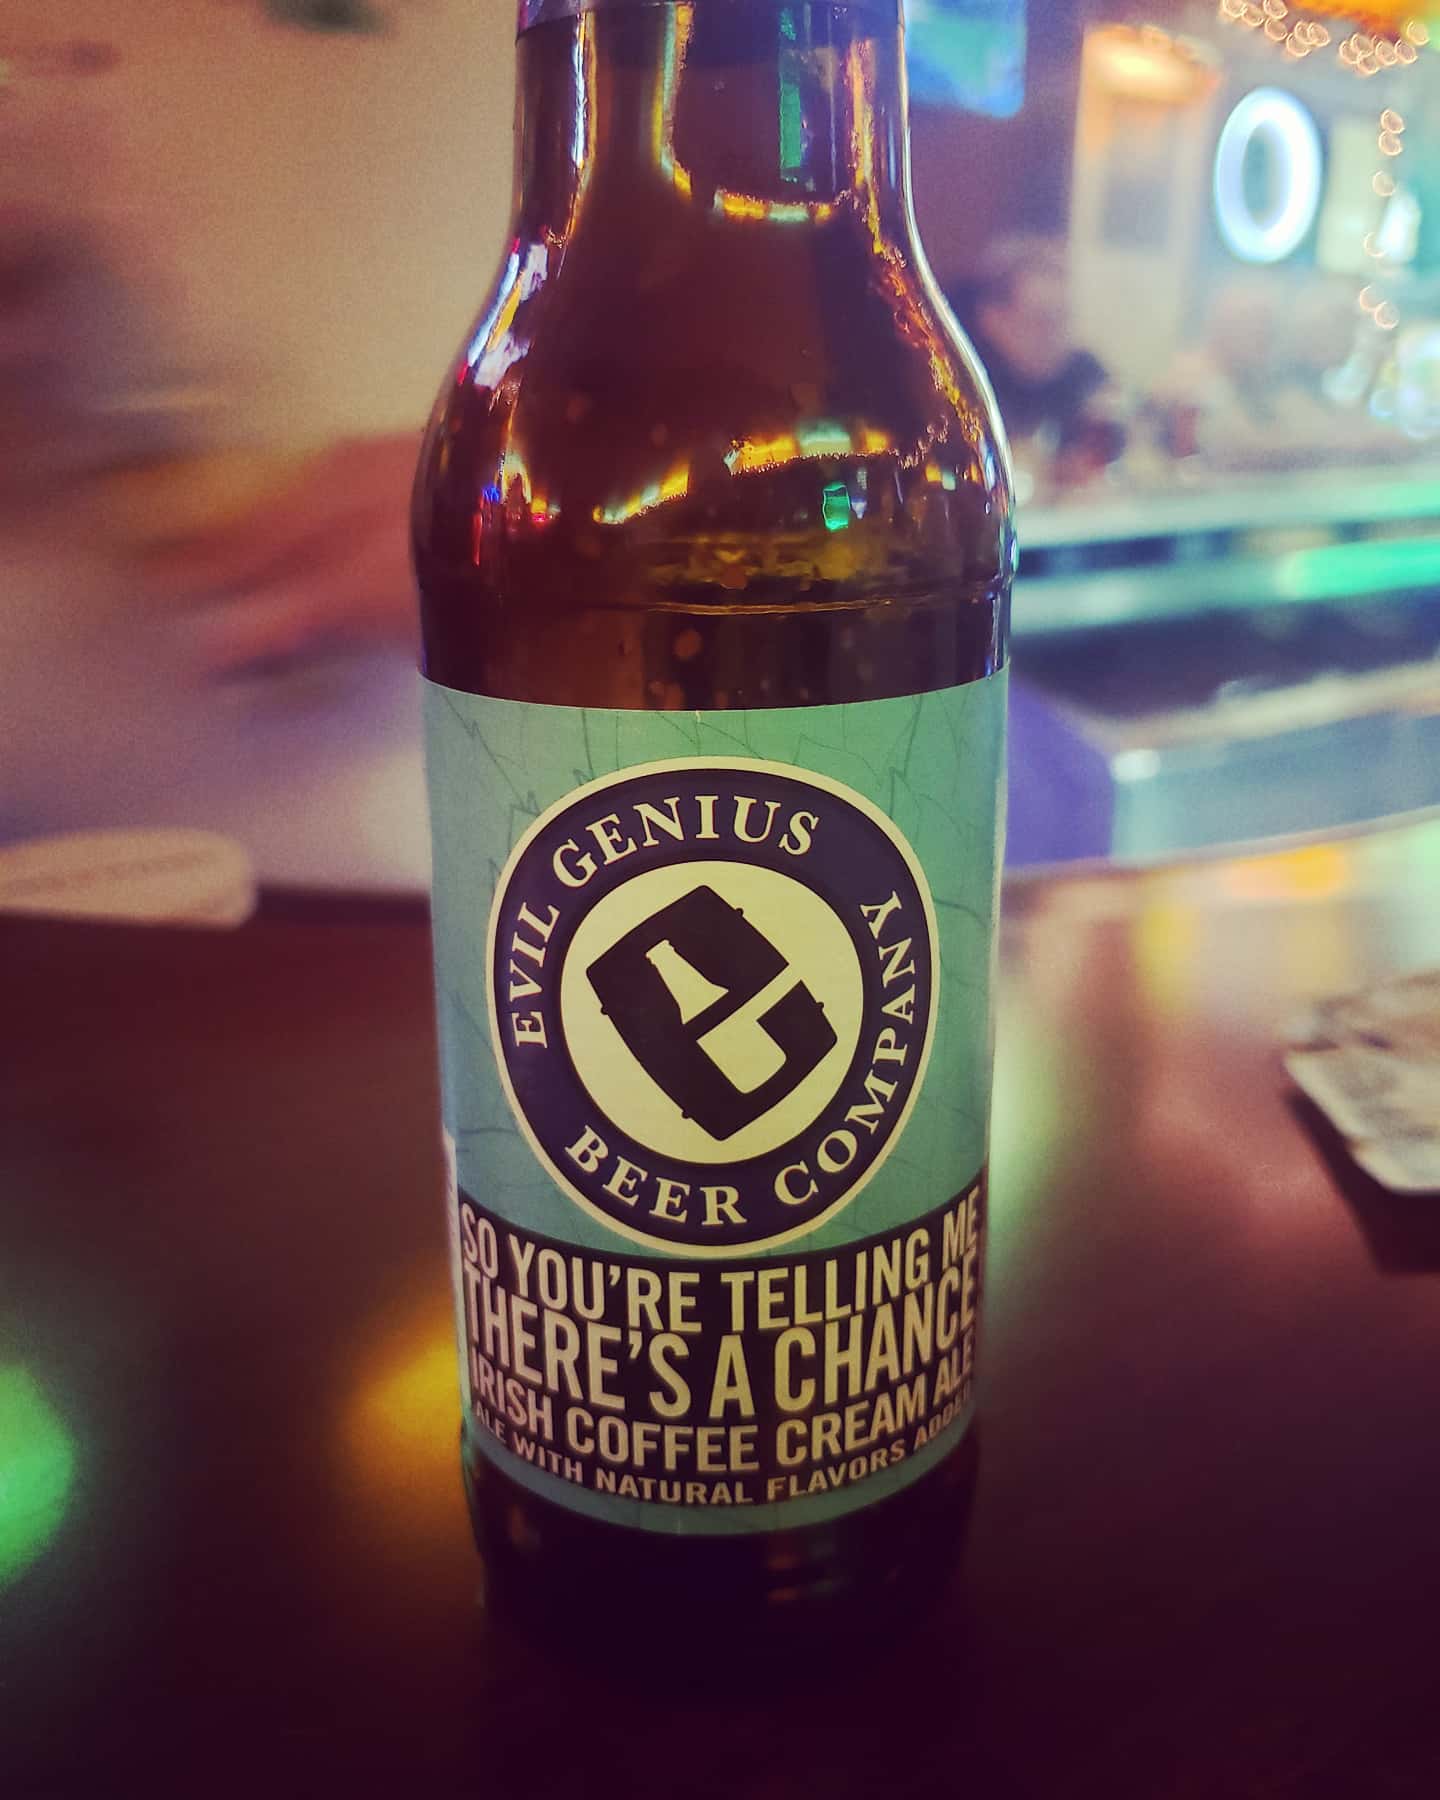 EVIL GENIUS
BEER COMPANY
SO YOU'RE TELLING ME
THERE'S A CHANCE
IRISH COFFEE CREAM ALE
ALE WITH NATURAL FLAVORS ADDED